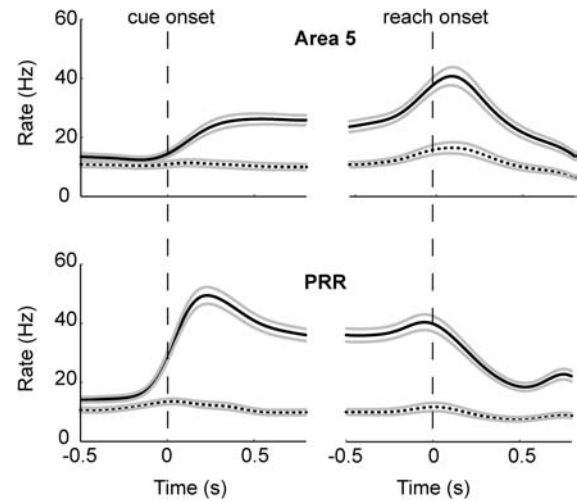 cue onset
reach onset
Area 5
Rate (Hz)
60
40
20
0
PRR
Rate (Hz)
60
40
20
0
-0.5
0
0.5
-0.5
0
0.5
Time (s)
Time (s)